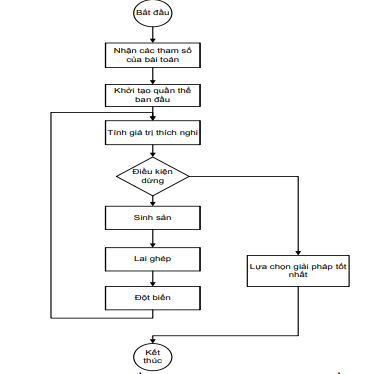 Bắt đầu
Nhận các tham số
của bài toán
Khởi tạo quần thể
ban đầu
Tính giá trị thích nghi
Điều kiện
dừng
Sinh sản
Lai ghép
Lựa chọn giải pháp tốt
nhất
Đột biến
Kết
thúc